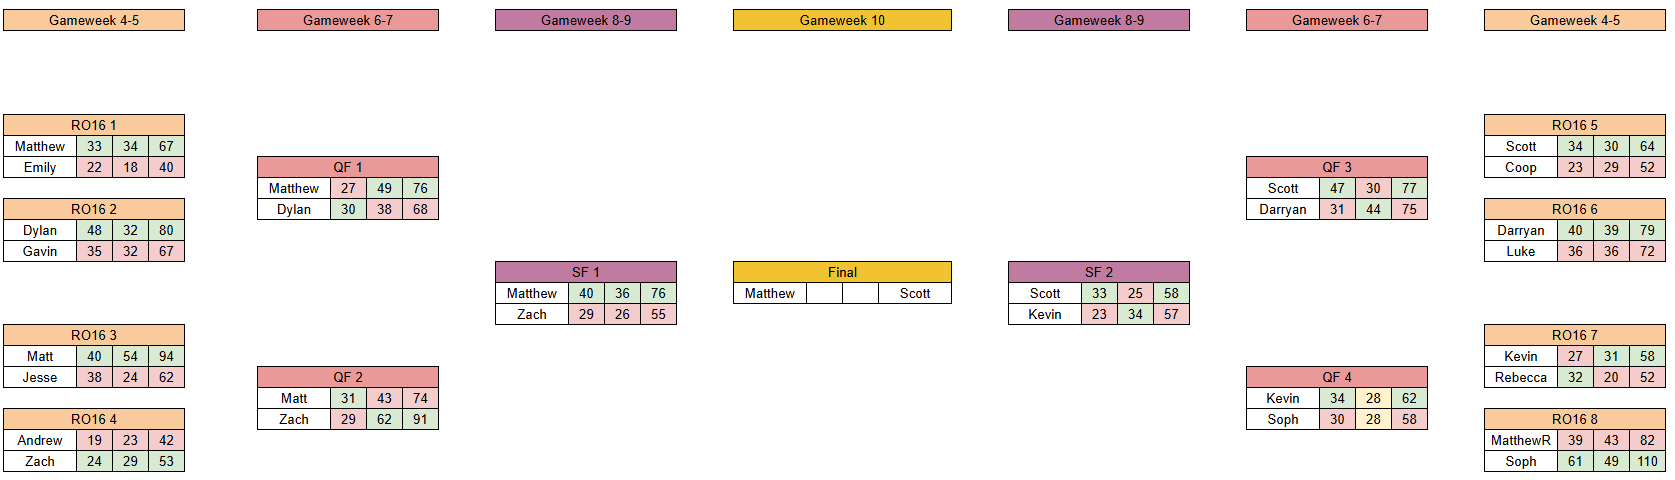 Gameweek 4-5
Gameweek 6-7
Gameweek 8-9
Gameweek 10
Gameweek 8-9
Gameweek 6-7
Gameweek 4-5
RO16 1
Matthew 33 34 67
Emily 22 18 40
RO16 2
Dylan 48 32 80
Gavin 35 32 67
RO16 3
Matt 40 54 94
Jesse 38 24 62
RO16 4
Andrew 19 23 42
Zach 24 29 53
QF 1
Matthew 27 49 76
Dylan 30 38 68
QF 2
Matt 31 43 74
Zach 29 62 91
SF 1
Matthew 40 36 76
Zach 29 26 55
Final
Matthew Scott
SF 2
Scott 33 25 58
Kevin 23 34 57
QF 3
Scott 47 30 77
Darryan 31 44 75
QF 4
Kevin 34 28 62
Soph 30 28 58
RO16 5
Scott 34 30 64
Coop 23 29 52
RO16 6
Darryan 40 39 79
Luke 36 36 72
RO16 7
Kevin 27 31 58
Rebecca 32 20 52
RO16 8
MatthewR 39 43 82
Soph 61 49 110